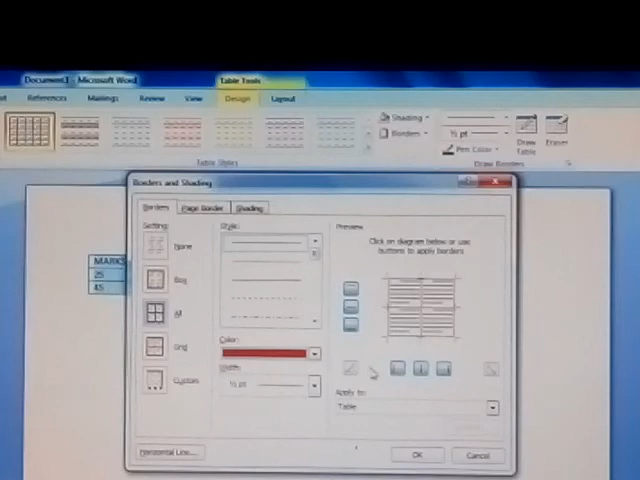 Document1 - Microsoft Word
Table Tools
References Mailings Review View Design Layout
Shading
Borders
½ pt
Pen Color
Draw Table
Eraser
Table Styles
Draw Borders
Borders and Shading
Borders Page Border Shading
Setting:
None
Box
All
Grid
Custom
Style:
Color:
Width:
½ pt
Preview
Click on diagram below or use
buttons to apply borders
Apply to:
Table
Horizontal Line...
OK
Cancel
MARKS
25
45